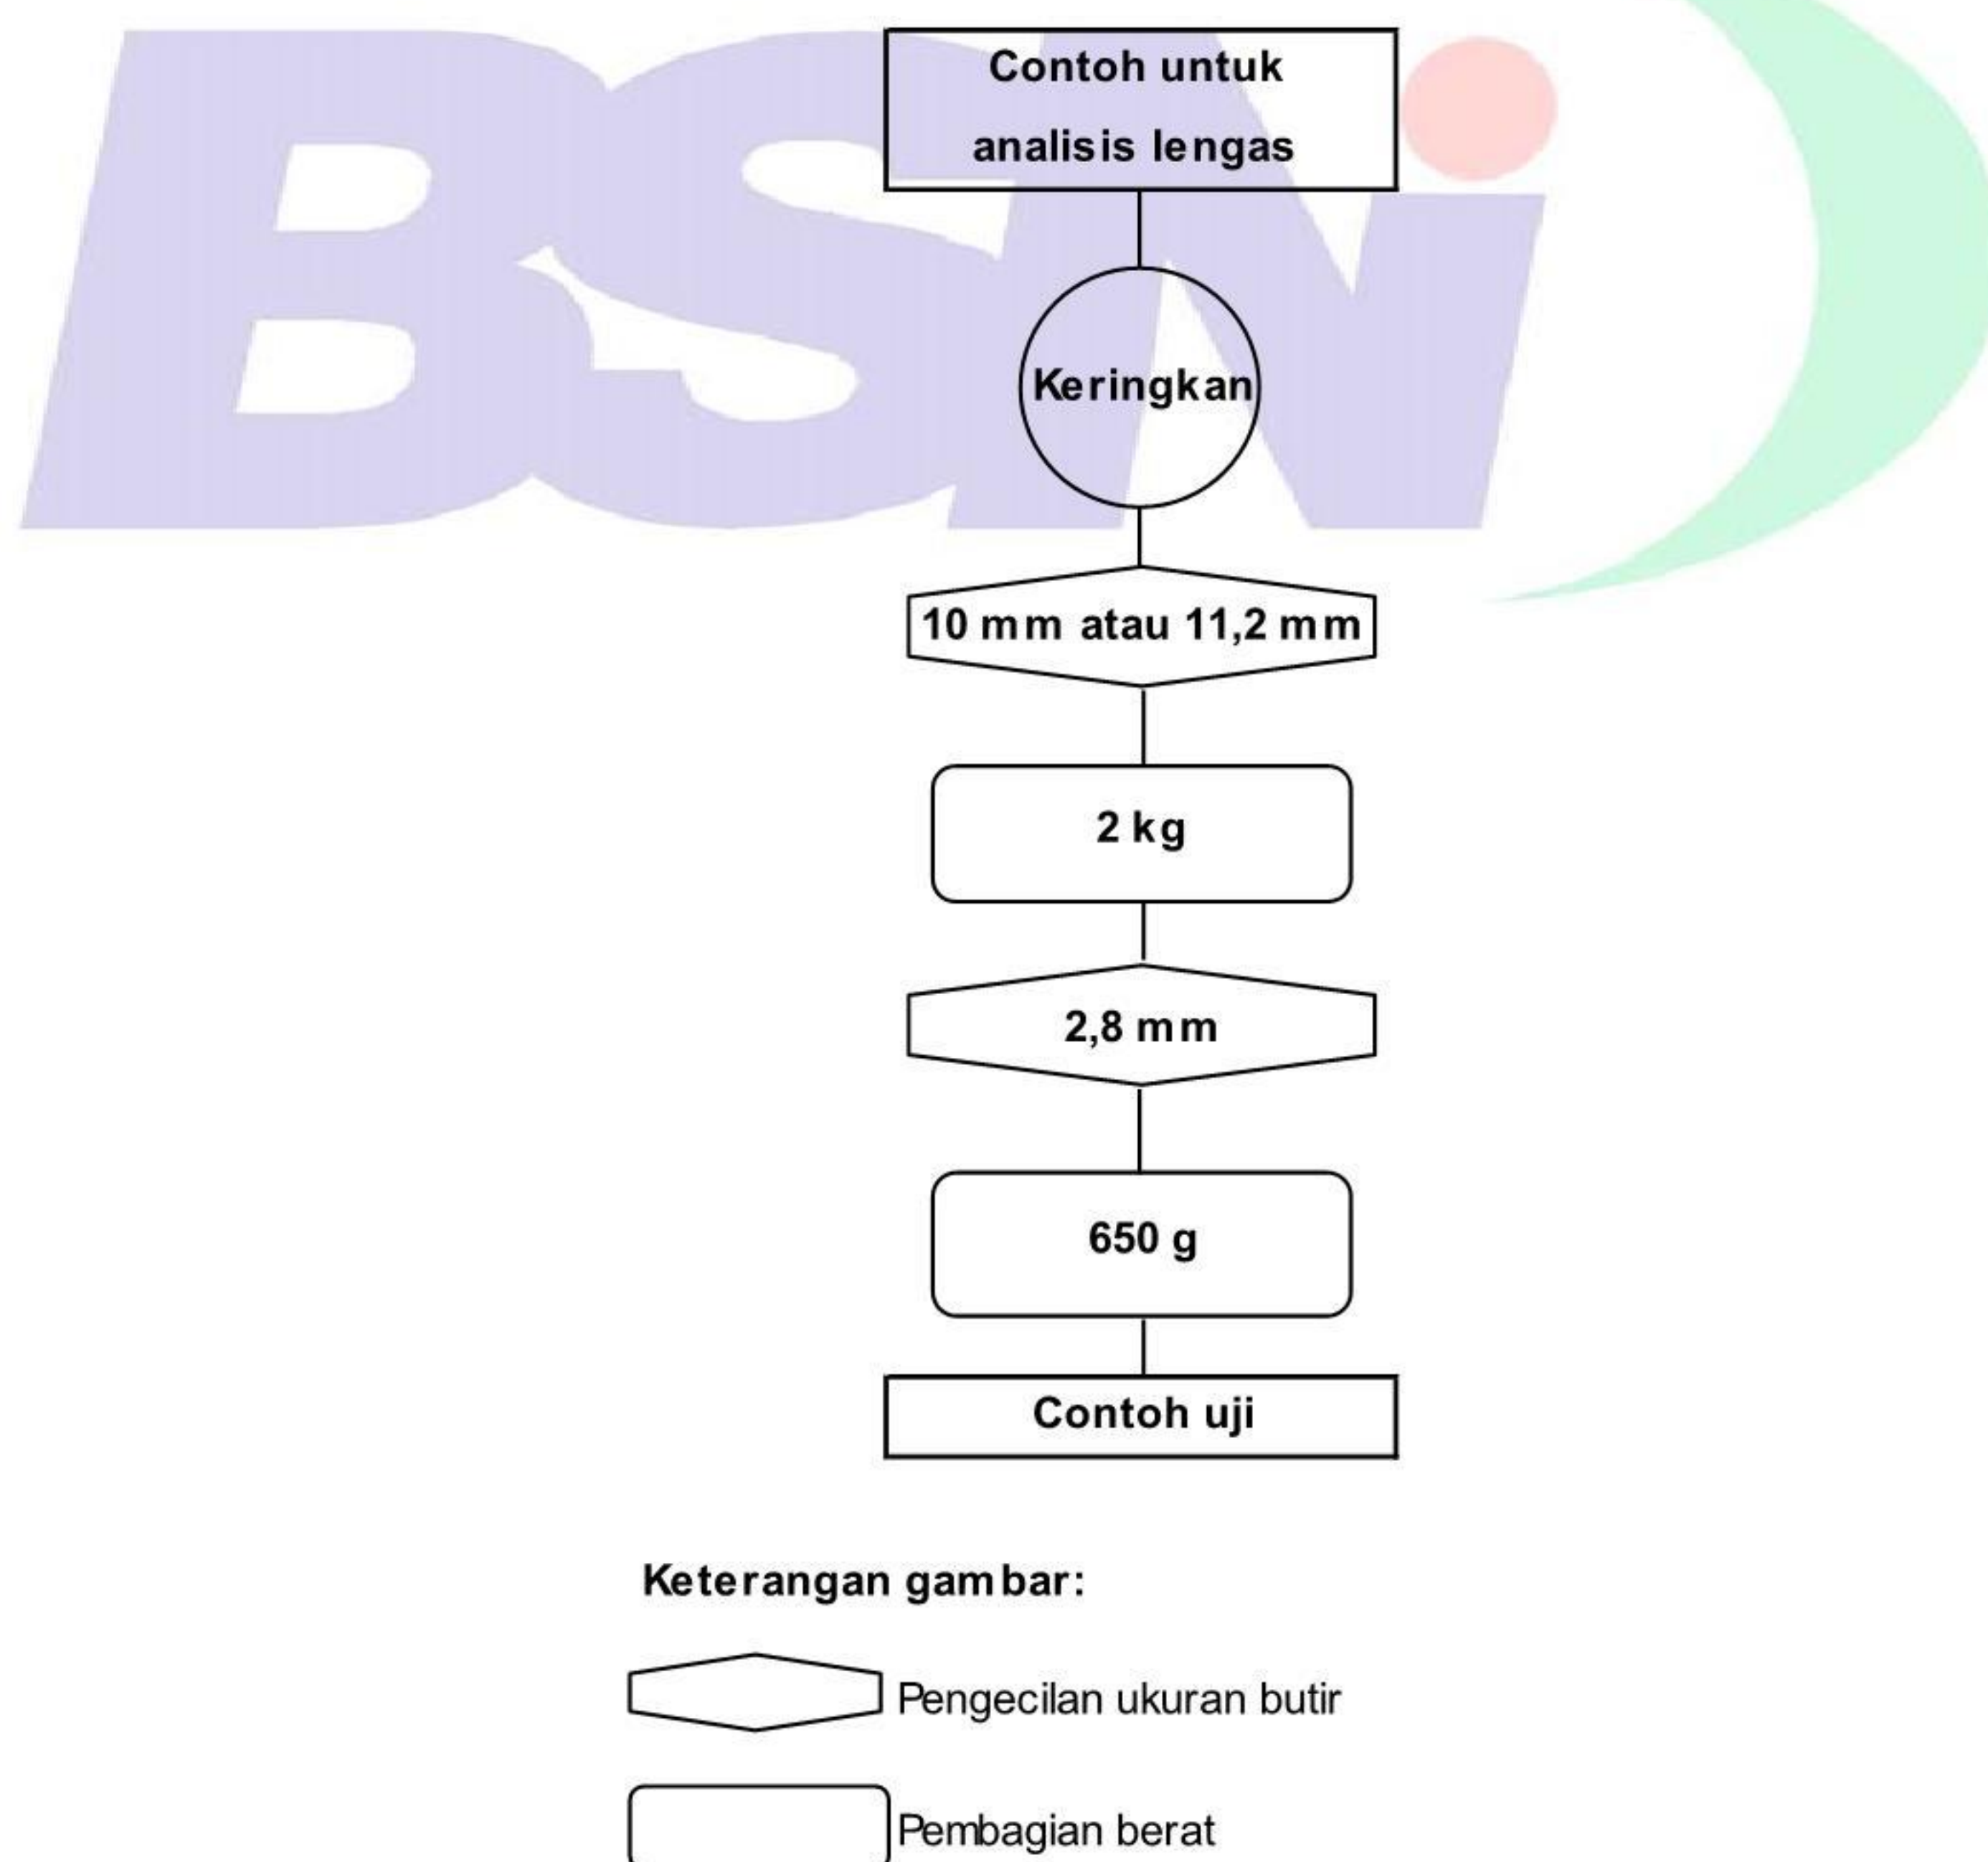 BSNi
Contoh untuk
analisis lengas
Keringkan
10 mm atau 11,2 mm
2 kg
2,8 mm
650 g
Contoh uji
Keterangan gambar:
Pengecilan ukuran butir
Pembagian berat